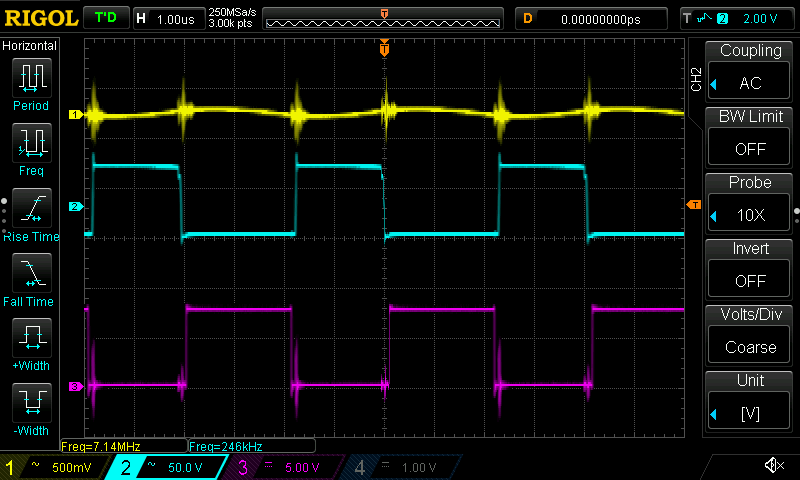 RIGOL T'D H 1.00us 250MSa/s 3.00k pts T D 0.00000000ps T 2 2.00 V
Horizontal
Period
Freq
Rise Time
Fall Time
+Width
-Width
1
2
3
T
CH2
Coupling
AC
BW Limit
OFF
Probe
10X
Invert
OFF
Volts/Div
Coarse
Unit
[V]
Freq=7.14MHz Freq=246kHz
1 ~ 500mV 2 ~ 50.0 V 3 5.00 V 4 1.00 V